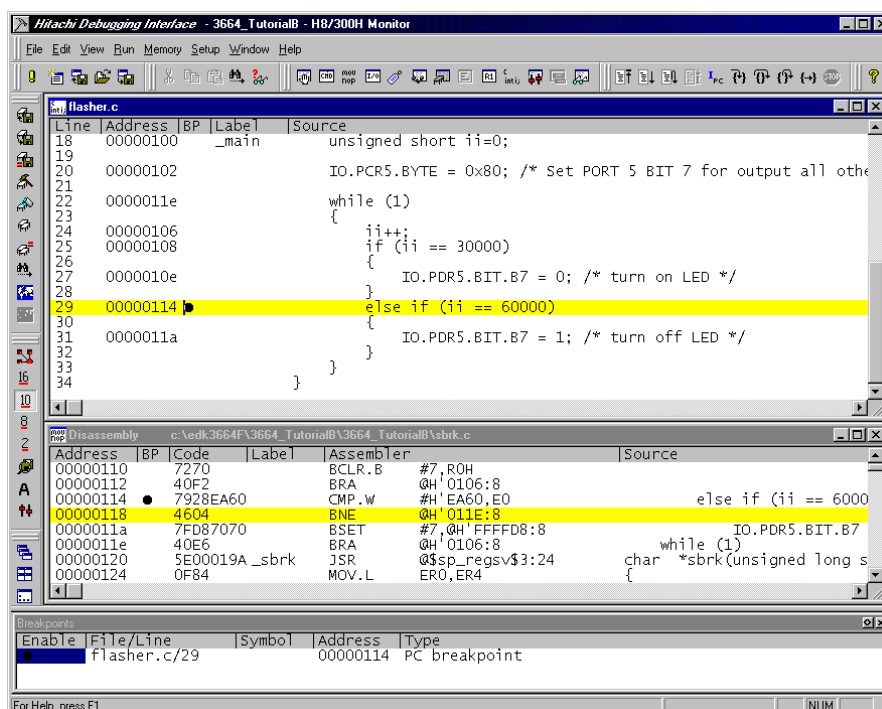 Hitachi Debugging Interface - 3664_TutorialB - H8/300H Monitor
File Edit View Run Memory Setup Window Help
flasher.c
Line Address BP Label Source
18 00000100 _main unsigned short ii=0;
19
20 00000102 IO.PCR5.BYTE = 0x80; /* Set PORT 5 BIT 7 for output all othe
21
22 0000011e while (1)
23 {
24 00000106 ii++;
25 00000108 if (ii == 30000)
26 {
27 0000010e IO.PDR5.BIT.B7 = 0; /* turn on LED */
28 }
29 00000114 else if (ii == 60000)
30 {
31 0000011a IO.PDR5.BIT.B7 = 1; /* turn off LED */
32 }
33 }
34 }
16
10
8
2
A
Disassembly c:\edk3664F\3664_TutorialB\3664_TutorialB\sbrk.c
Address BP Code Label Assembler Source
00000110 7270 BCLR.B #7,R0H
00000112 40F2 BRA @H'0106:8
00000114 7928EA60 CMP.W #H'EA60,E0 else if (ii == 6000
00000118 4604 BNE @H'011E:8
0000011a 7FD87070 BSET #7,@H'FFFFD8:8 IO.PDR5.BIT.B7
0000011e 40E6 BRA @H'0106:8 while (1)
00000120 5E00019A _sbrk JSR @$sp_regsv$3:24 char *sbrk(unsigned long s
00000124 0F84 MOV.L ER0,ER4 {
Breakpoints
Enable File/Line Symbol Address Type
flasher.c/29 00000114 PC breakpoint
For Help, press F1
NUM